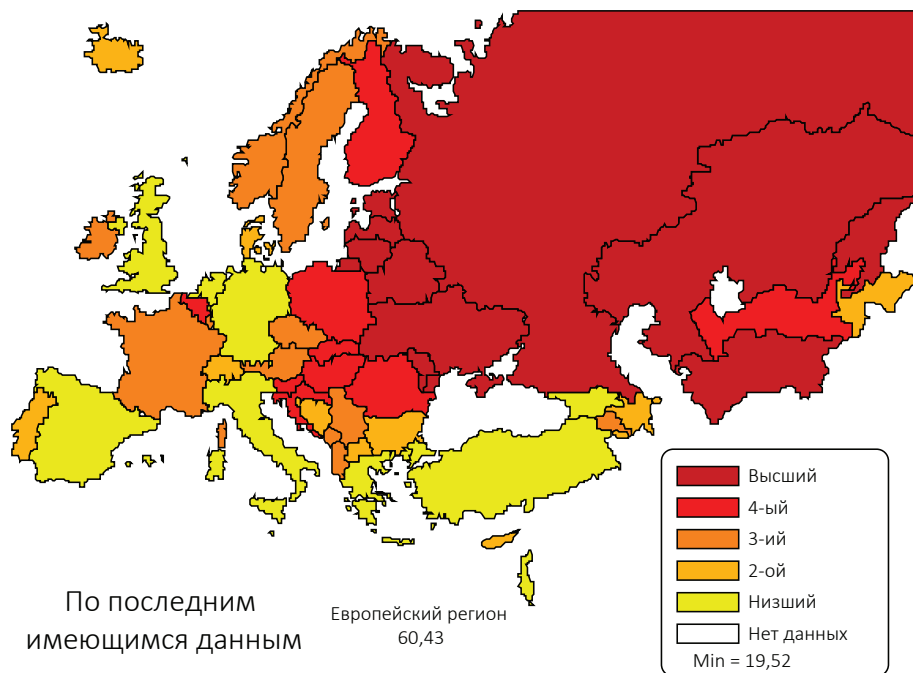 По последним
имеющимся данным
Европейский регион
60,43
Высший
4-ый
3-ий
2-ой
Низший
Нет данных
Min = 19,52